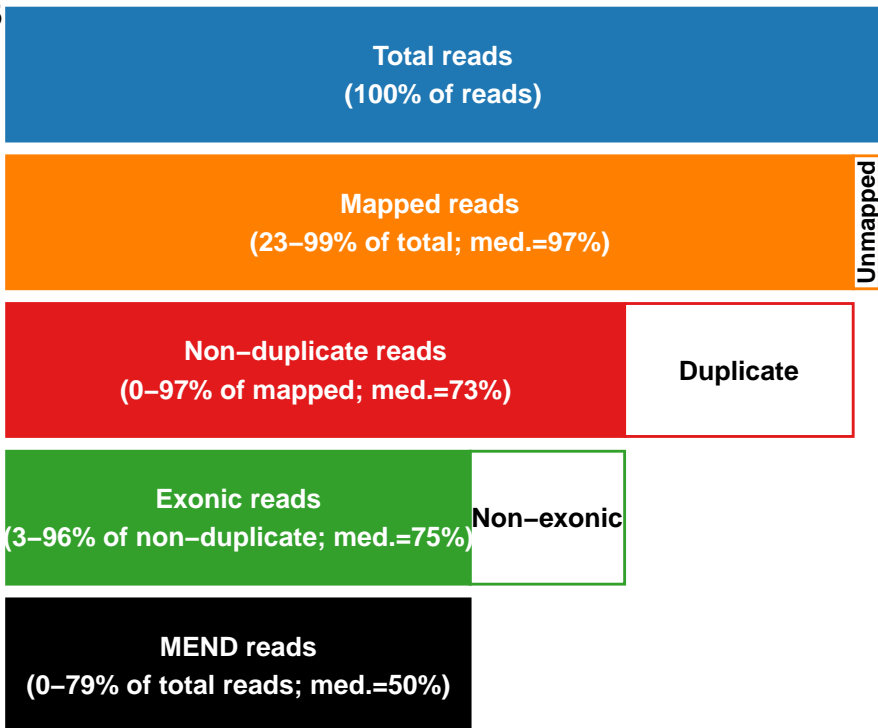 Total reads
(100% of reads)
Mapped reads
(23–99% of total; med.=97%)
Unmapped
Non–duplicate reads
(0–97% of mapped; med.=73%)
Duplicate
Exonic reads
(3–96% of non–duplicate; med.=75%)
Non–exonic
MEND reads
(0–79% of total reads; med.=50%)